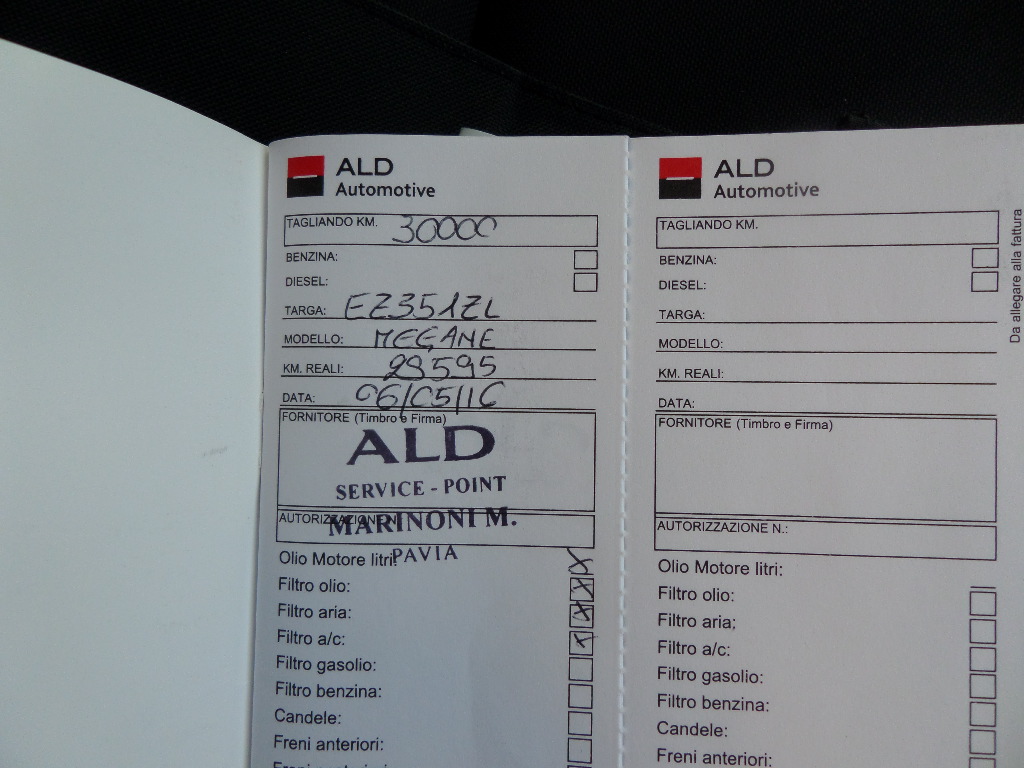 ALD
Automotive
TAGLIANDO KM. 30000
BENZINA:
DIESEL:
TARGA: EZ351ZL
MODELLO: MEGANE
KM. REALI: 29595
DATA: 06/05/16
FORNITORE (Timbro e Firma)
ALD
SERVICE - POINT
MARINONI M.
PAVIA
AUTORIZZAZIONE N.:
Olio Motore litri: X
Filtro olio: X
Filtro aria: X
Filtro a/c: X
Filtro gasolio:
Filtro benzina:
Candele:
Freni anteriori:
ALD
Automotive
TAGLIANDO KM.
BENZINA:
DIESEL:
TARGA:
MODELLO:
KM. REALI:
DATA:
FORNITORE (Timbro e Firma)
AUTORIZZAZIONE N.:
Olio Motore litri:
Filtro olio:
Filtro aria;
Filtro a/c:
Filtro gasolio:
Filtro benzina:
Candele:
Freni anteriori:
Da allegare alla fattura